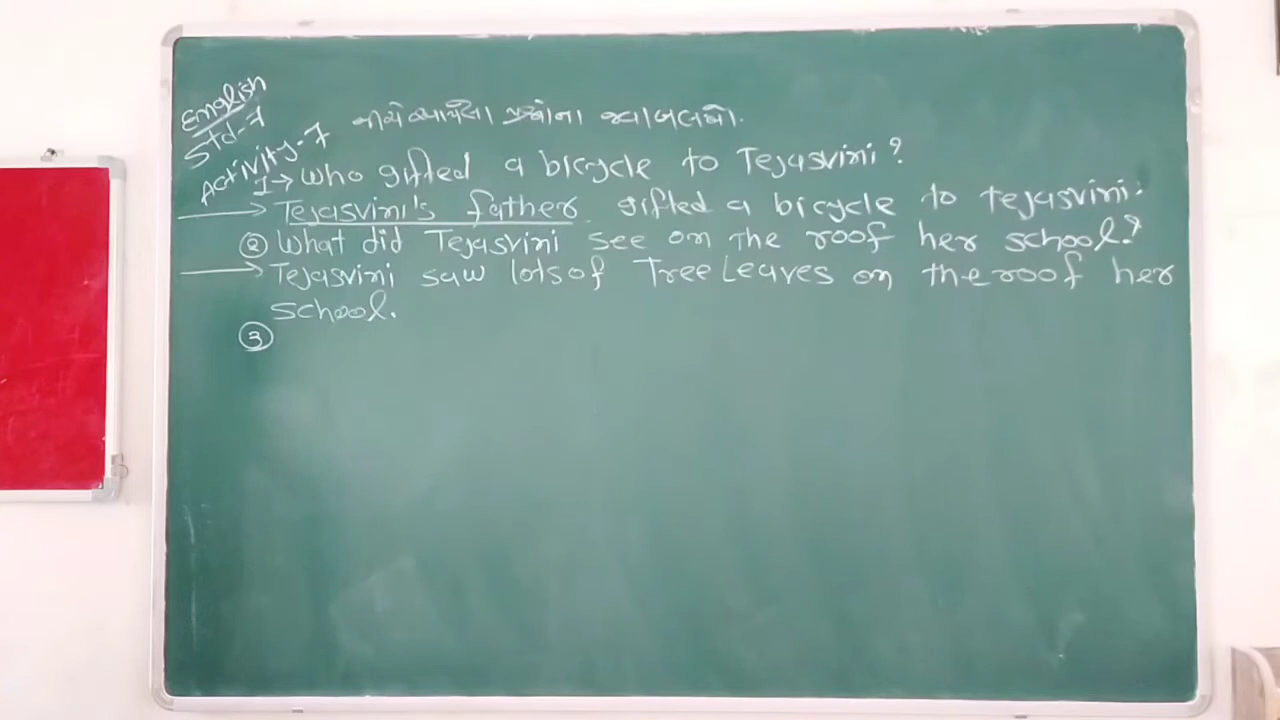 English
Std-7
Activity-7
નીચે આપેલા પ્રશ્નોના જવાબ લખો.
1→ Who gifted a bicycle to Tejasvini?
→ Tejasvini's father gifted a bicycle to tejasvini.
② What did Tejasvini see on The roof her school?
→ Tejasvini saw lots of Tree Leaves on the roof her
school.
③